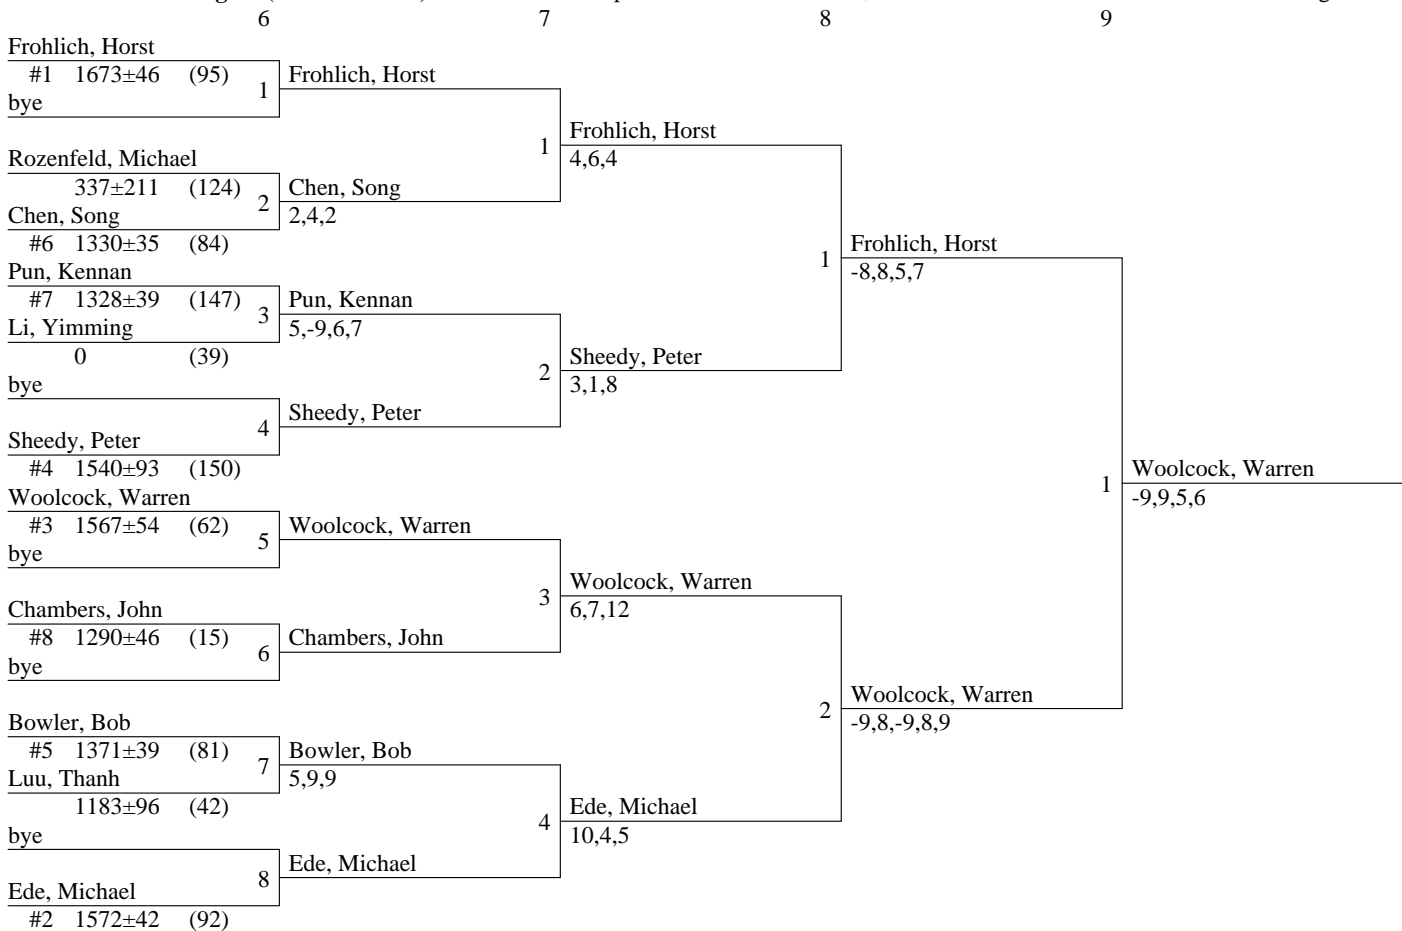 6 7 8 9
Frohlich, Horst
#1 1673±46 (95)
bye
1
Rozenfeld, Michael
337±211 (124)
Chen, Song
#6 1330±35 (84)
2
Pun, Kennan
#7 1328±39 (147)
Li, Yimming
0 (39)
3
bye
Sheedy, Peter
#4 1540±93 (150)
4
Woolcock, Warren
#3 1567±54 (62)
bye
5
Chambers, John
#8 1290±46 (15)
bye
6
Bowler, Bob
#5 1371±39 (81)
Luu, Thanh
1183±96 (42)
7
bye
Ede, Michael
#2 1572±42 (92)
8
Frohlich, Horst
1
Chen, Song
2,4,2
Pun, Kennan
5,-9,6,7
2
Sheedy, Peter
Woolcock, Warren
3
Chambers, John
Bowler, Bob
5,9,9
4
Ede, Michael
Frohlich, Horst
4,6,4
1
Sheedy, Peter
3,1,8
Woolcock, Warren
6,7,12
2
Ede, Michael
10,4,5
Frohlich, Horst
-8,8,5,7
1
Woolcock, Warren
-9,8,-9,8,9
Woolcock, Warren
-9,9,5,6